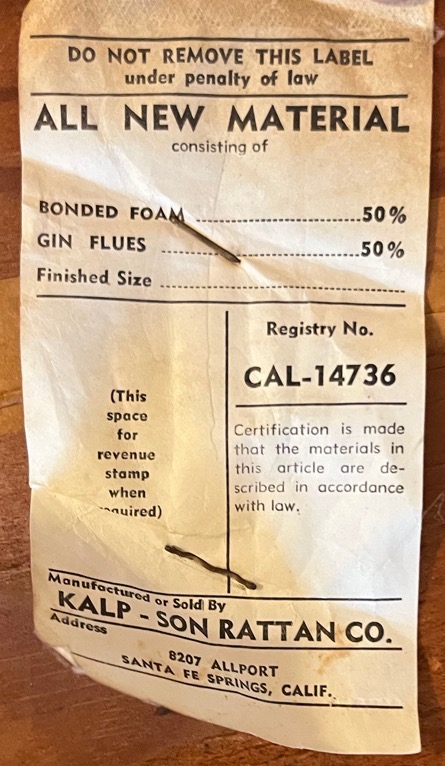 DO NOT REMOVE THIS LABEL
under penalty of law
ALL NEW MATERIAL
consisting of
BONDED FOAM ........................50%
GIN FLUES ........................50%
Finished Size ........................
Registry No.
CAL-14736
Certification is made
that the materials in
this article are de-
scribed in accordance
with law.
(This
space
for
revenue
stamp
when
quired)
Manufactured or Sold By
KALP - SON RATTAN CO.
Address
8207 ALLPORT
SANTA FE SPRINGS, CALIF.